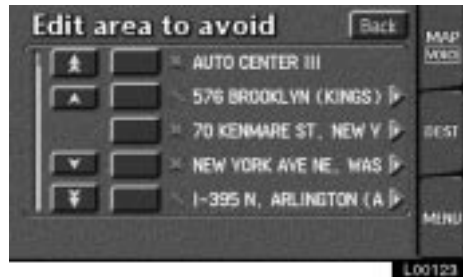 Edit area to avoid
Back
MAP
VOICE
AUTO CENTER III
576 BROOKLYN (KINGS)
70 KENMARE ST., NEW Y
DEST
NEW YORK AVE NE., WAS
I-395 N, ARLINGTON (A
MENU
L00123